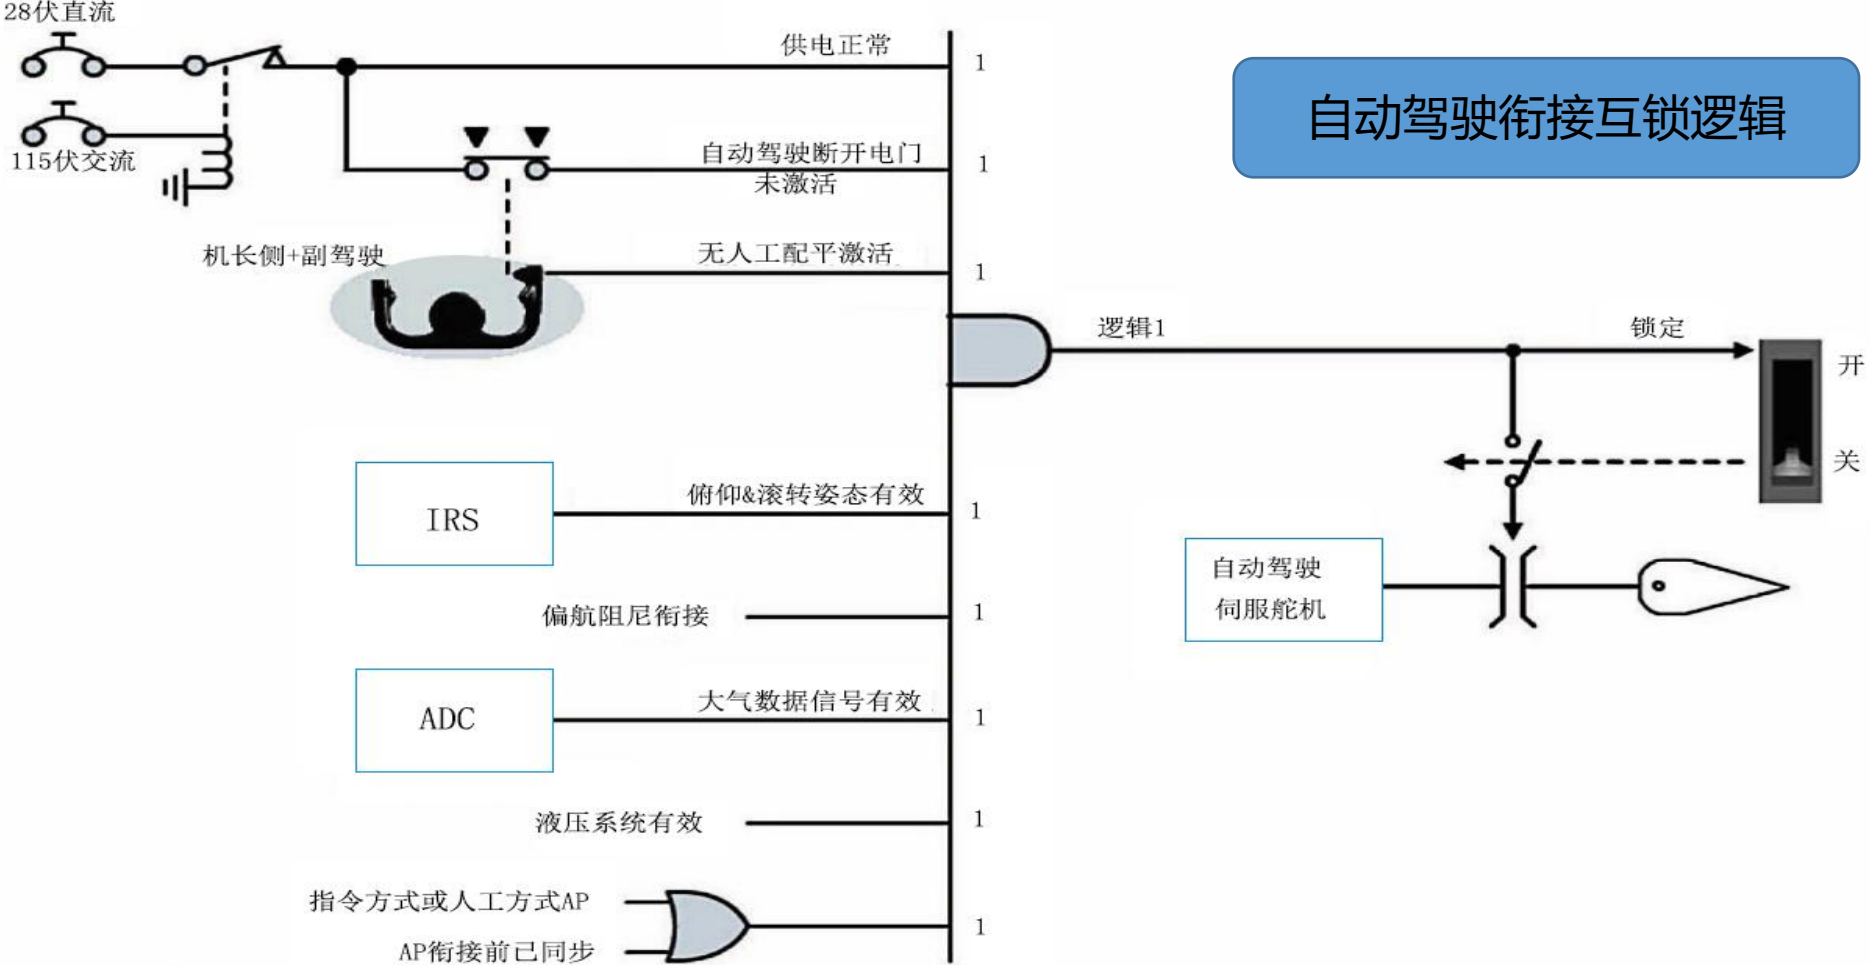 28伏直流
供电正常
1
自动驾驶衔接互锁逻辑
115伏交流
自动驾驶断开电门
未激活
1
机长侧+副驾驶
无人工配平激活
1
逻辑1
锁定
开
关
IRS
俯仰&滚转姿态有效
1
自动驾驶
伺服舵机
偏航阻尼衔接
1
ADC
大气数据信号有效
1
液压系统有效
1
指令方式或人工方式AP
AP衔接前已同步
1